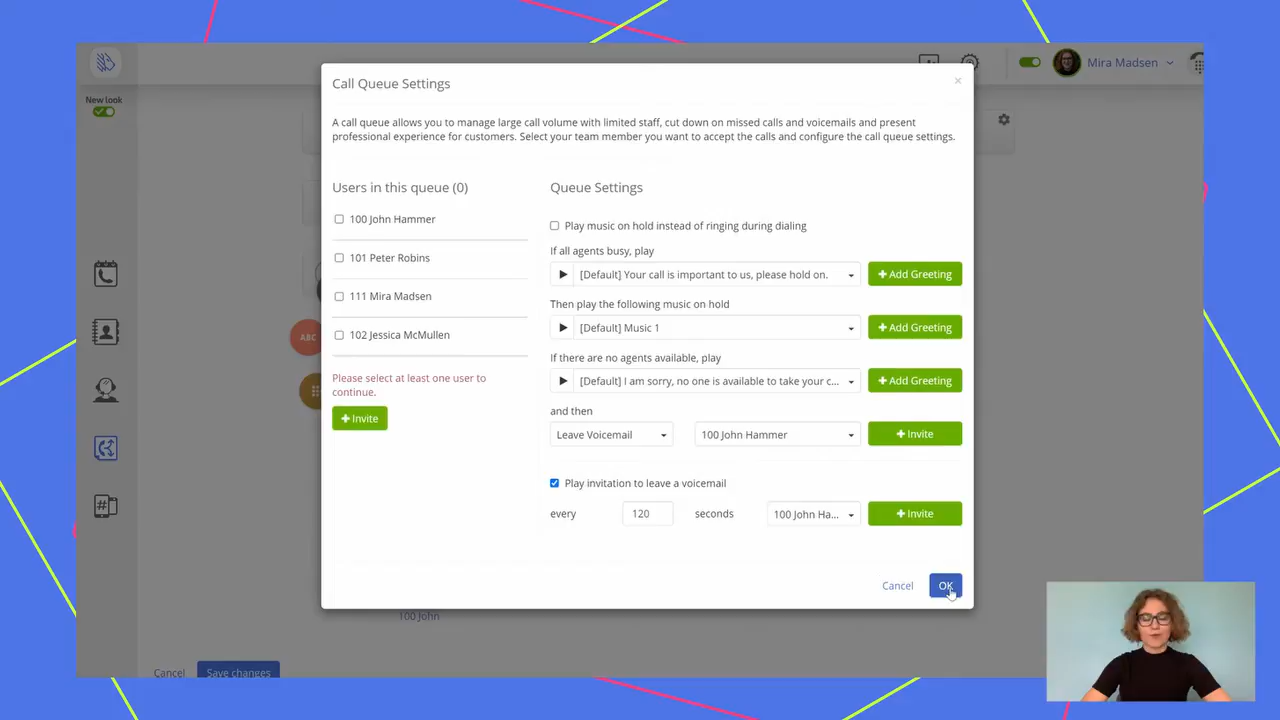 New look
Mira Madsen
Call Queue Settings
×
A call queue allows you to manage large call volume with limited staff, cut down on missed calls and voicemails and present
professional experience for customers. Select your team member you want to accept the calls and configure the call queue settings.
Users in this queue (0)
100 John Hammer
101 Peter Robins
111 Mira Madsen
102 Jessica McMullen
Please select at least one user to
continue.
+ Invite
Queue Settings
Play music on hold instead of ringing during dialing
If all agents busy, play
[Default] Your call is important to us, please hold on.
+ Add Greeting
Then play the following music on hold
[Default] Music 1
+ Add Greeting
If there are no agents available, play
[Default] I am sorry, no one is available to take your c...
+ Add Greeting
and then
Leave Voicemail
100 John Hammer
+ Invite
Play invitation to leave a voicemail
every
120
seconds
100 John Ha...
+ Invite
Cancel
OK
ABC
100 John
Cancel
Save changes